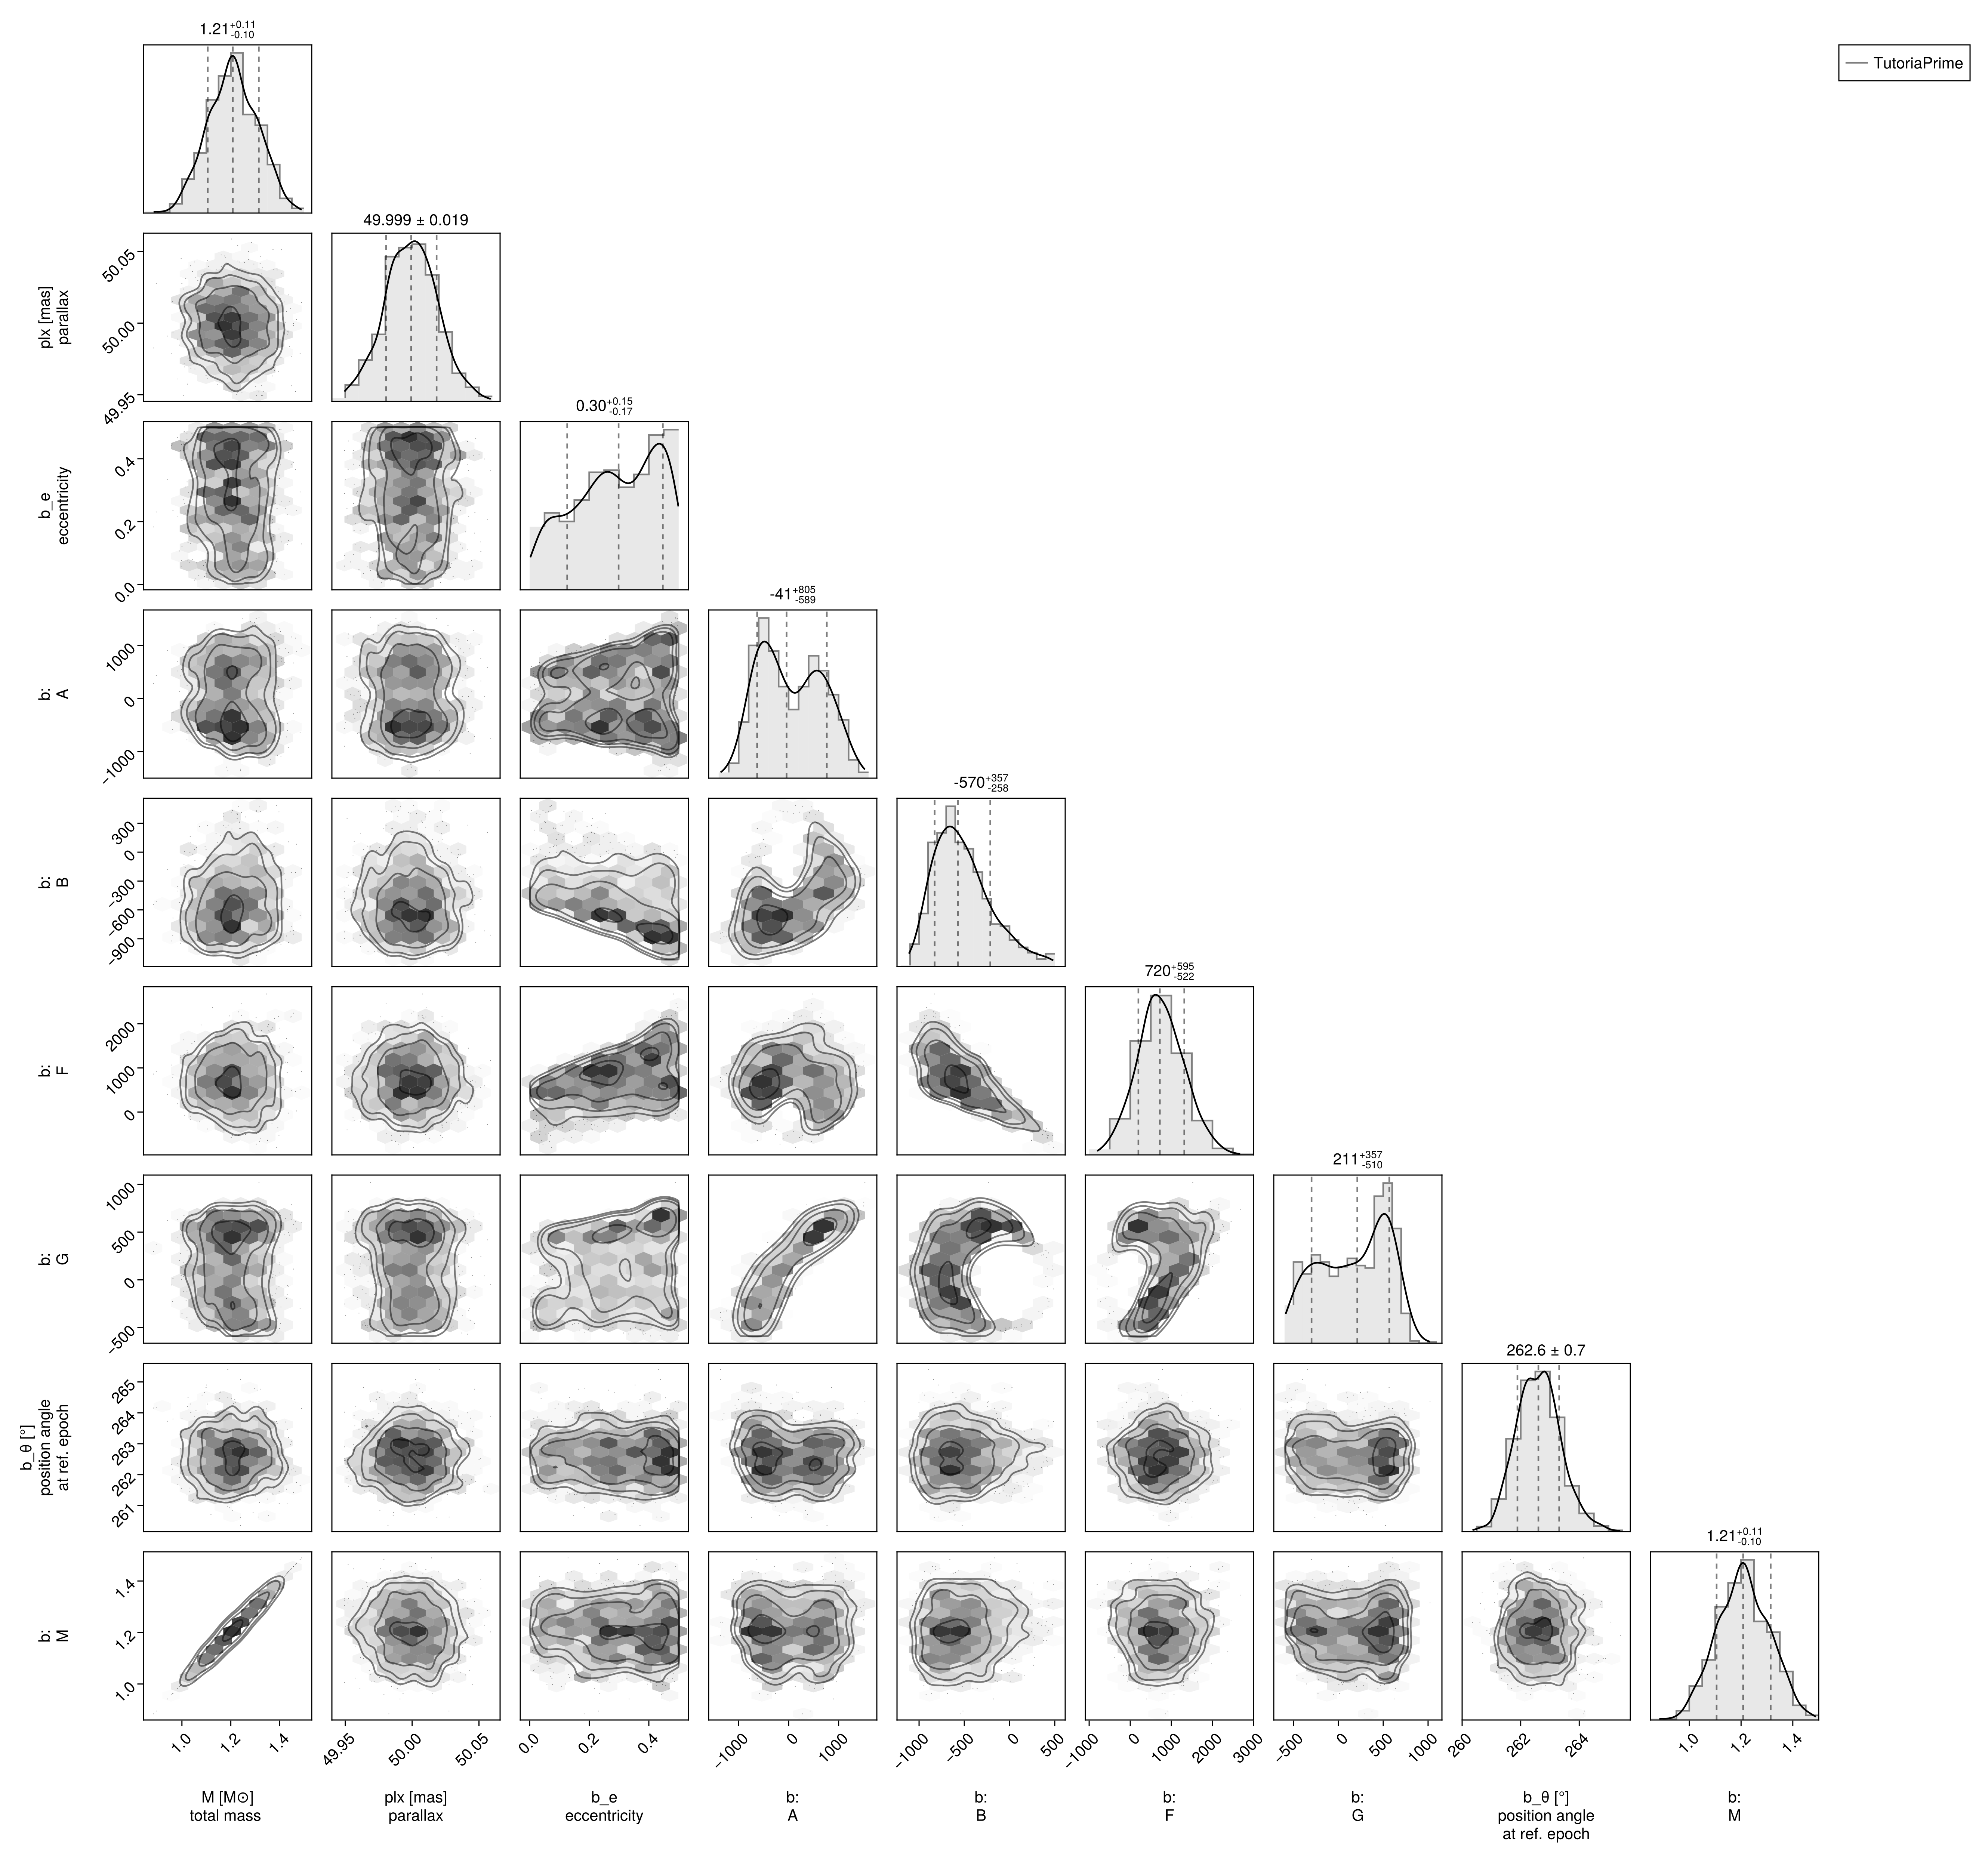 1.21+0.11
-0.10
TutoriaPrime
49.999 ± 0.019
plx [mas]
parallax
50.05
50.00
49.95
0.30+0.15
-0.17
b_e
eccentricity
0.4
0.2
0.0
-41+805
-589
b:
A
1000
0
−1000
-570+357
-258
b:
B
300
0
−300
−600
−900
720+595
-522
b:
F
2000
1000
0
211+357
-510
b:
G
1000
500
0
−500
262.6 ± 0.7
b_θ [°]
position angle
at ref. epoch
265
264
263
262
261
1.21+0.11
-0.10
b:
M
1.4
1.2
1.0
1.0 1.2 1.4 49.95 50.00 50.05 0.0 0.2 0.4 −1000 0 1000 −1000 −500 0 500 −1000 0 1000 2000 3000 −500 0 500 1000 260 262 264 1.0 1.2 1.4
M [M⊙] plx [mas] b_e b: b: b: b: b_θ [°] b:
total mass parallax eccentricity A B F G position angle M
at ref. epoch